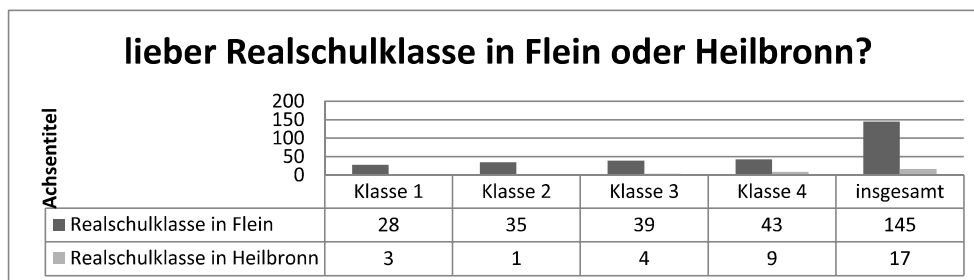 lieber Realschulklasse in Flein oder Heilbronn?
Achsentitel
200
150
100
50
0
Klasse 1 Klasse 2 Klasse 3 Klasse 4 insgesamt
Realschulklasse in Flein 28 35 39 43 145
Realschulklasse in Heilbronn 3 1 4 9 17